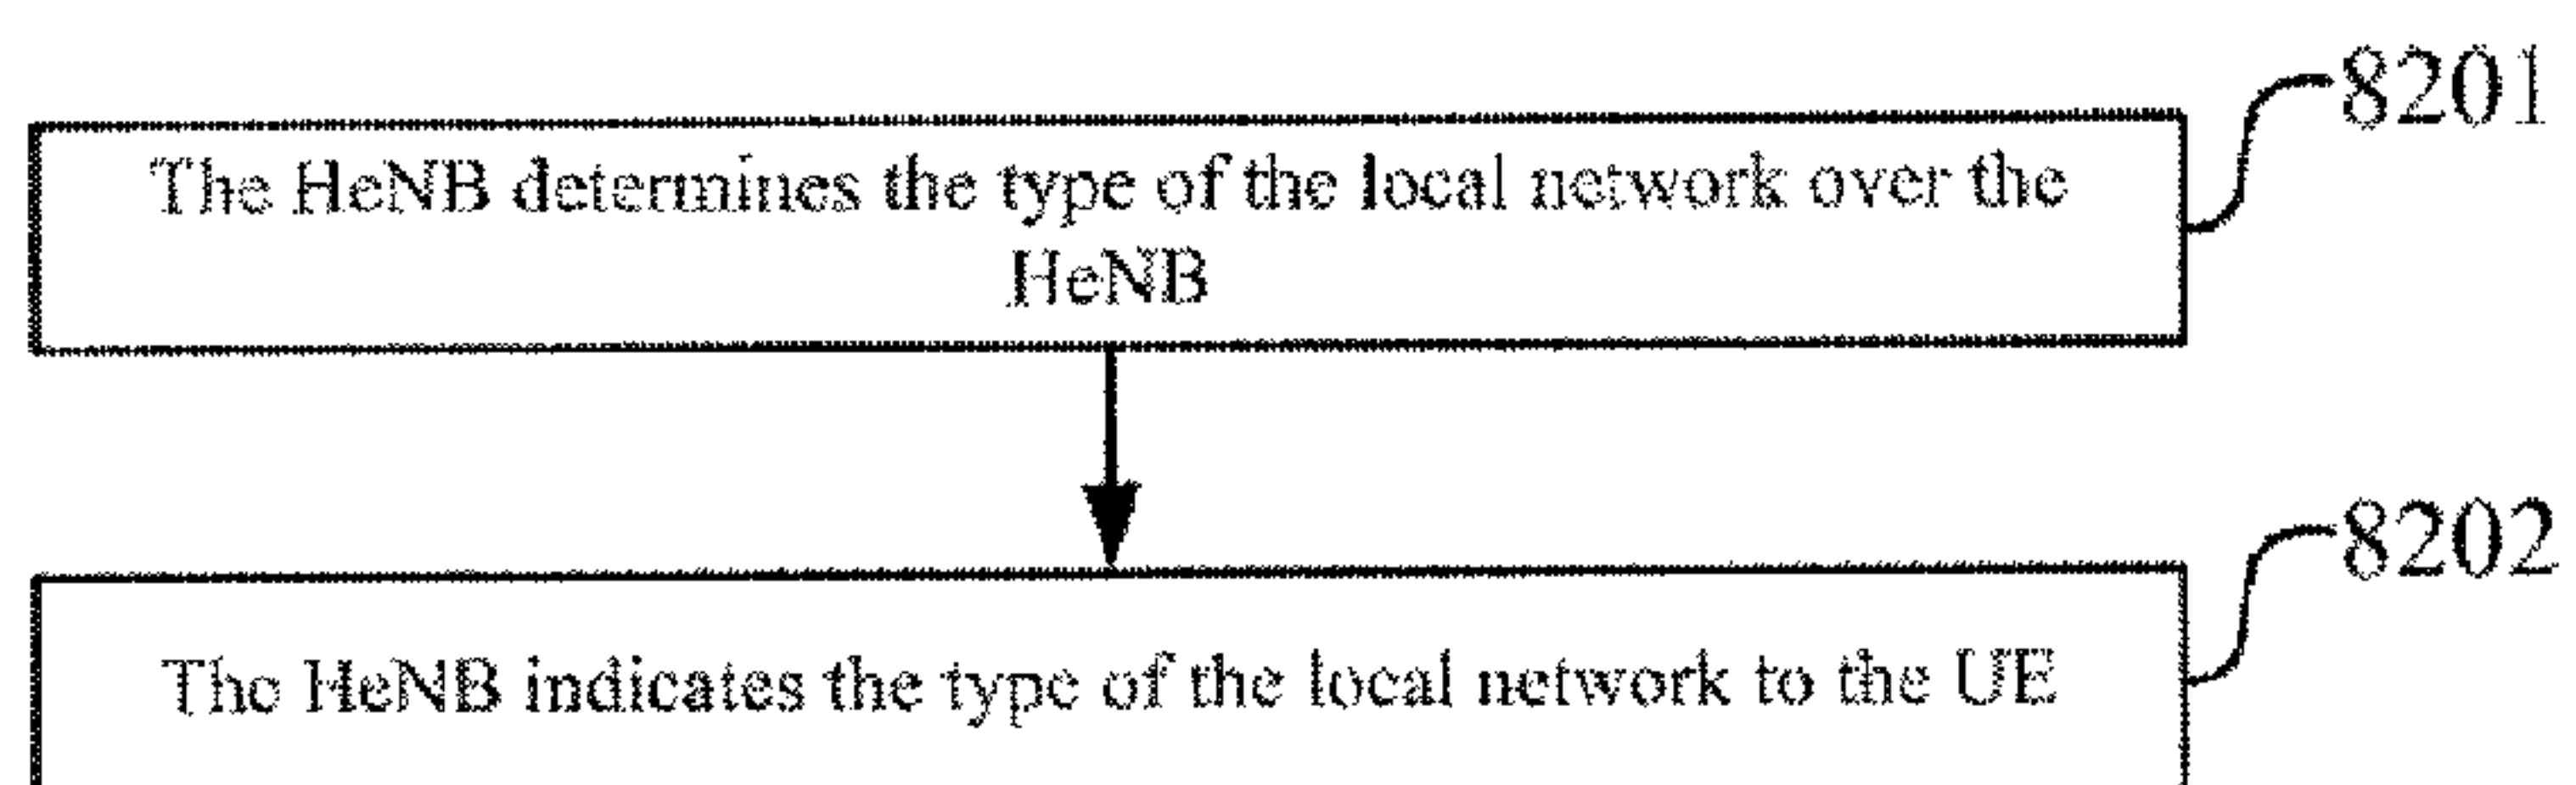 8201
The HeNB determines the type of the local network over the
HeNB
8202
The HeNB indicates the type of the local network to the UE